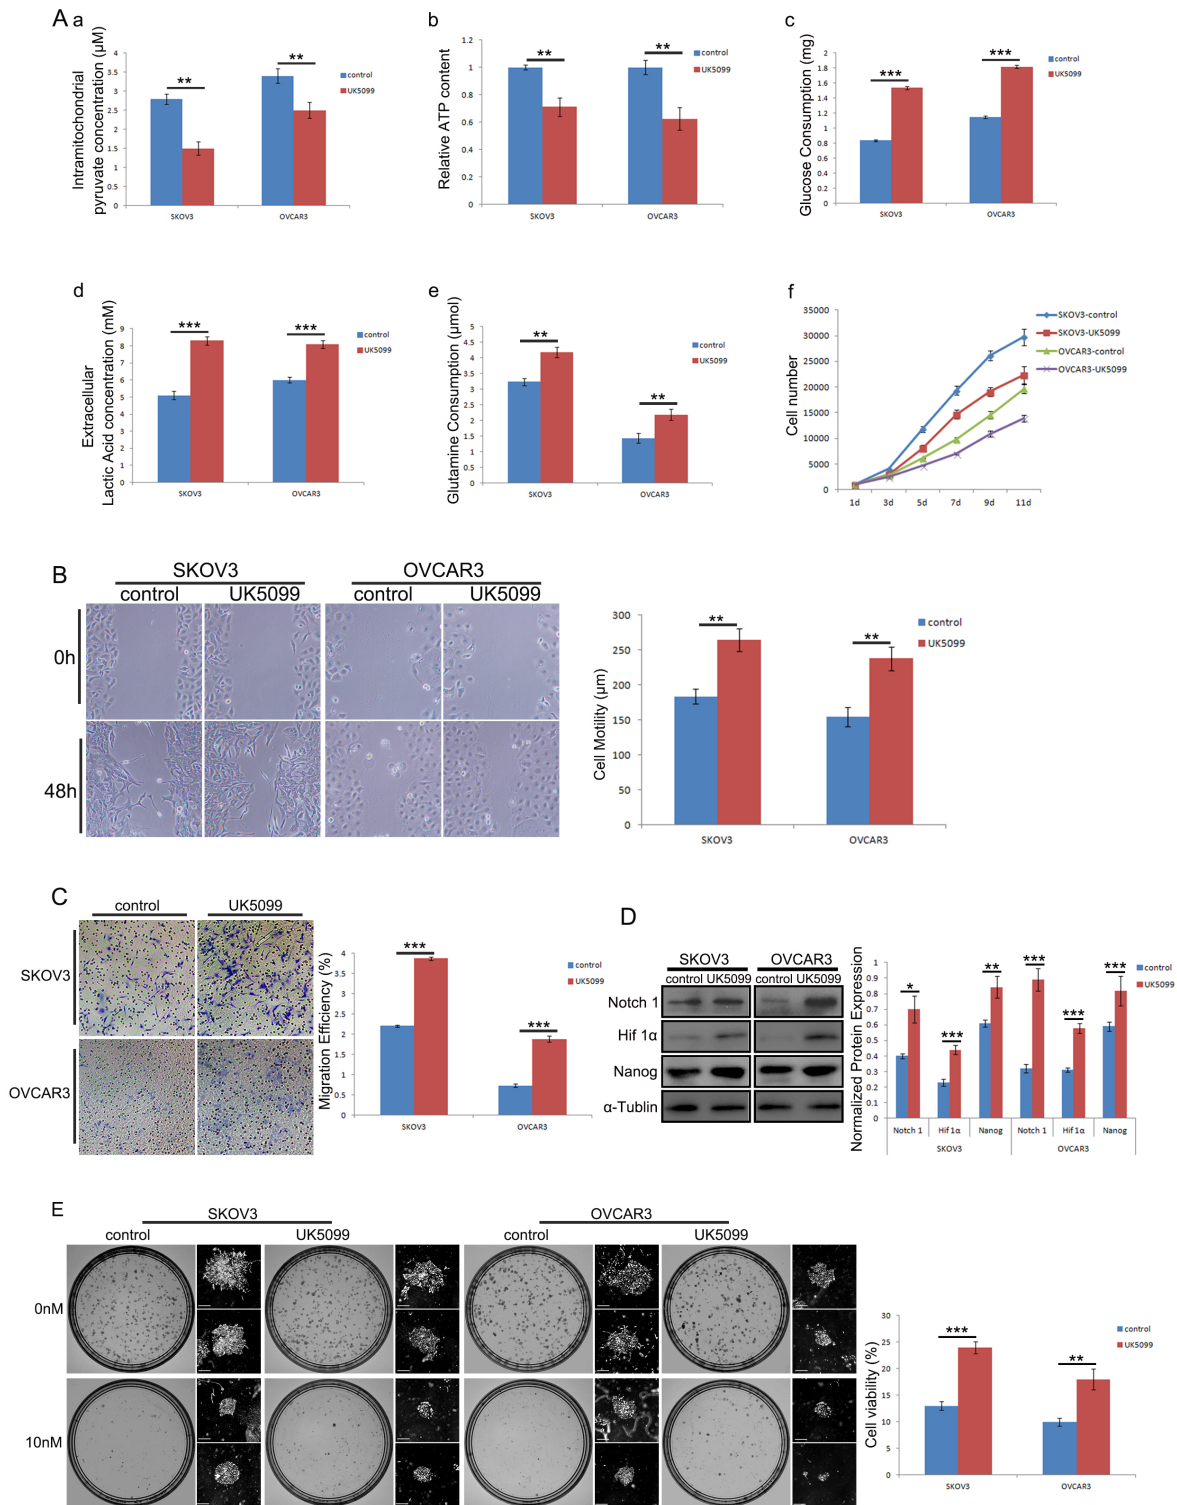 A a
Intramitochondrial
pyruvate concentration (μM)
4
3.5
3
2.5
2
1.5
1
0.5
0
**
**
SKOV3
OVCAR3
control
UK5099
b
Relative ATP content
1.2
1
0.8
0.6
0.4
0.2
0
**
**
SKOV3
OVCAR3
control
UK5099
c
Glucose Consumption (mg)
2
1.8
1.6
1.4
1.2
1
0.8
0.6
0.4
0.2
0
***
***
SKOV3
OVCAR3
control
UK5099
d
Extracellular
Lactic Acid concentration (mM)
9
8
7
6
5
4
3
2
1
0
***
***
SKOV3
OVCAR3
control
UK5099
e
Glutamine Consumption (μmol)
5
4.5
4
3.5
3
2.5
2
1.5
1
0.5
0
**
**
SKOV3
OVCAR3
control
UK5099
f
Cell number
35000
30000
25000
20000
15000
10000
5000
0
1d 3d 5d 7d 9d 11d
SKOV3-control
SKOV3-UK5099
OVCAR3-control
OVCAR3-UK5099
B
SKOV3 OVCAR3
control UK5099 control UK5099
0h
48h
Cell Motility (μm)
300
250
200
150
100
50
0
**
**
SKOV3
OVCAR3
control
UK5099
C
control UK5099
SKOV3
OVCAR3
Migration Efficiency (%)
4
3.5
3
2.5
2
1.5
1
0.5
0
***
***
SKOV3
OVCAR3
control
UK5099
D
SKOV3 OVCAR3
control UK5099 control UK5099
Notch 1
Hif 1α
Nanog
α-Tublin
Normalized Protein Expression
1
0.9
0.8
0.7
0.6
0.5
0.4
0.3
0.2
0.1
0
*
***
**
***
***
***
Notch 1 Hif 1α Nanog Notch 1 Hif 1α Nanog
SKOV3 OVCAR3
control
UK5099
E
SKOV3 OVCAR3
control UK5099 control UK5099
0nM
10nM
Cell viability (%)
30
25
20
15
10
5
0
***
**
SKOV3
OVCAR3
control
UK5099